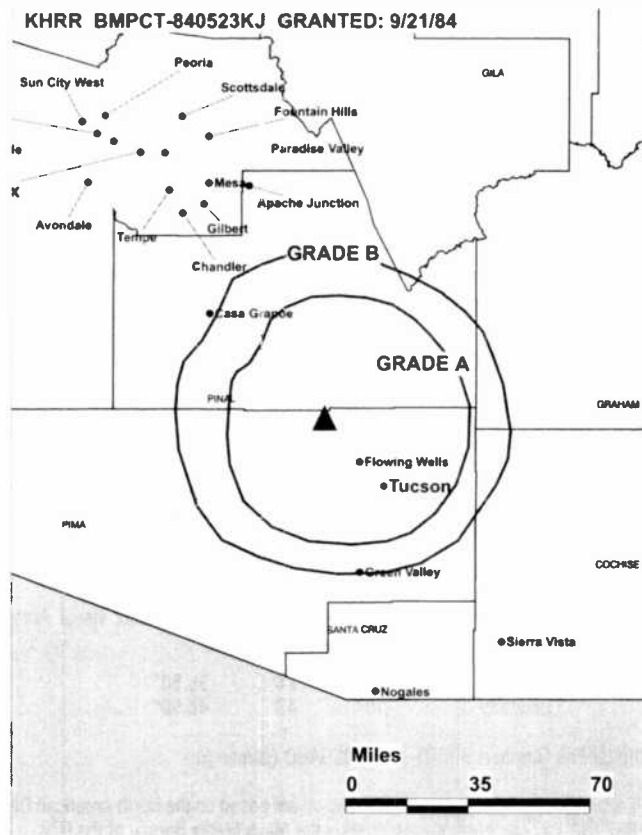 KHRR BMPCT-840523KJ GRANTED: 9/21/84
Peoria
Sun City West
Scottsdale
GILA
Fountain Hills
le
Paradise Valley
X
Mesa
Apache Junction
Avondale
Gilbert
Tempe
Chandler
GRADE B
Casa Grande
GRADE A
PINAL
GRAHAM
Flowing Wells
Tucson
PIMA
COCHISE
Green Valley
SANTA CRUZ
Sierra Vista
Nogales
Miles
0 35 70